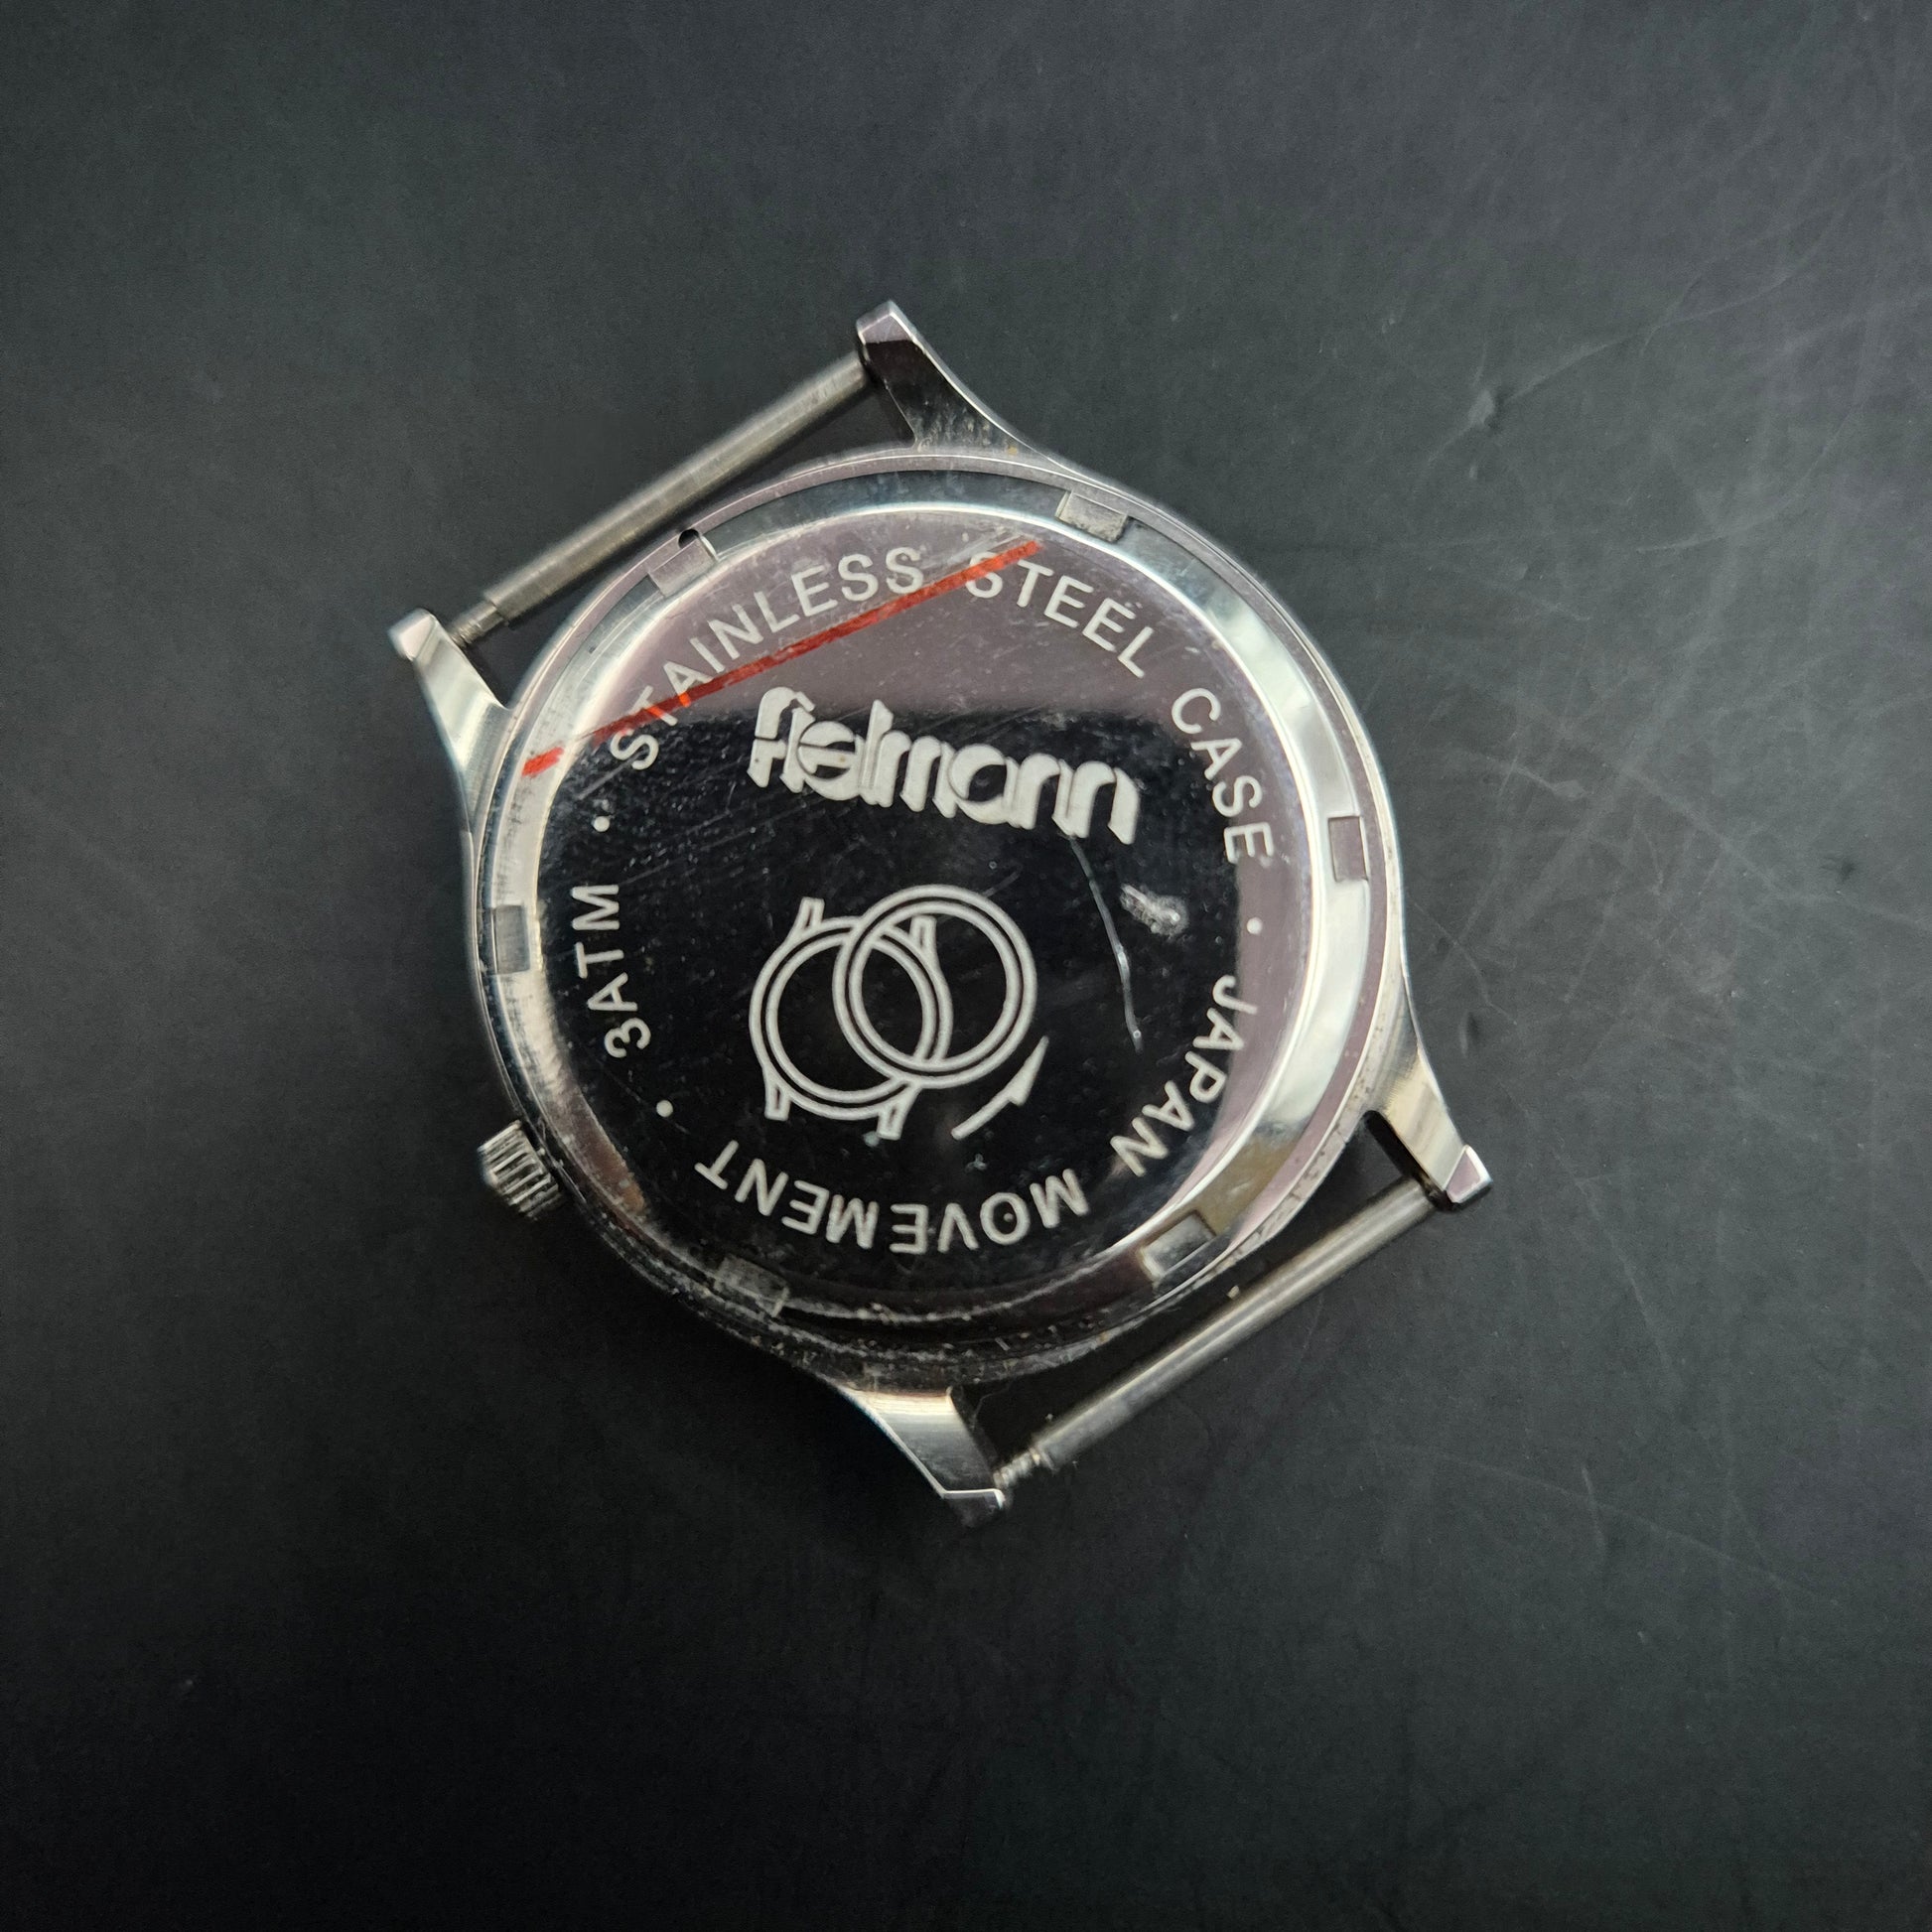 STAINLESS STEEL CASE • JAPAN MOVEMENT • 3ATM •
fielmann